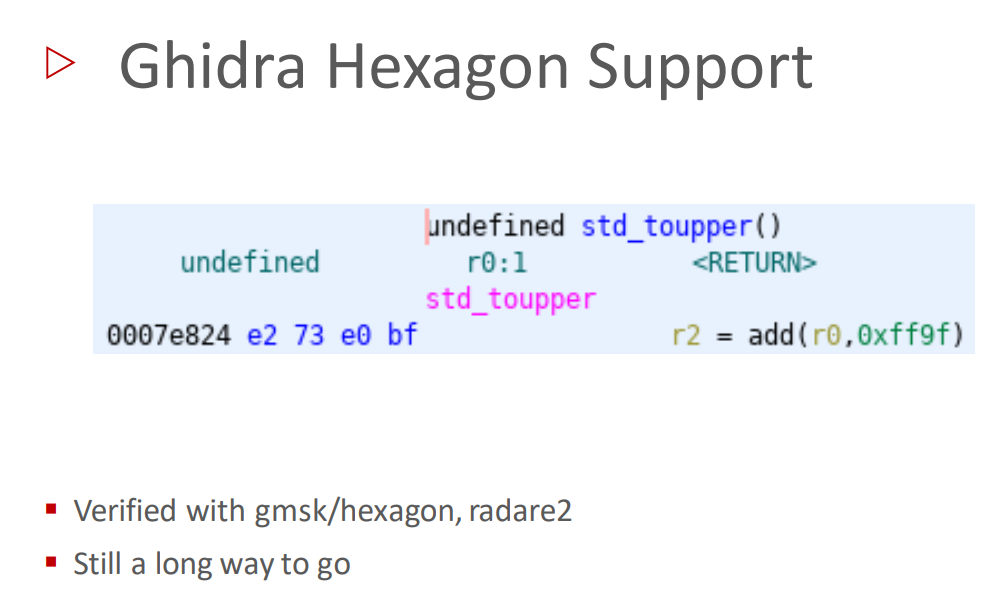 Ghidra Hexagon Support
undefined std_toupper()
undefined r0:1 <RETURN>
std_toupper
0007e824 e2 73 e0 bf r2 = add(r0,0xff9f)
Verified with gmsk/hexagon, radare2
Still a long way to go